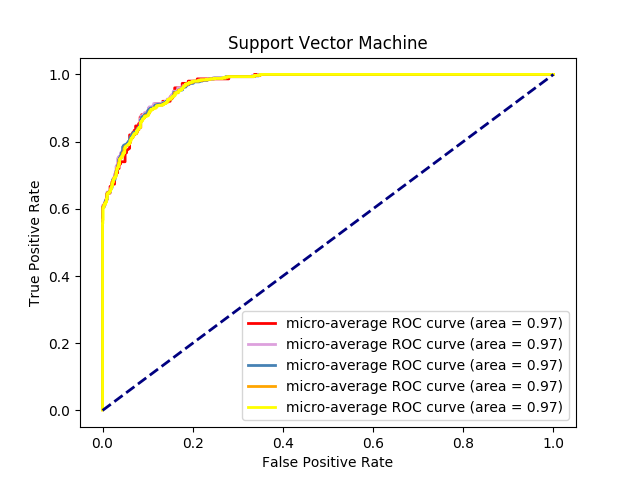 Support Vector Machine
True Positive Rate
1.0
0.8
0.6
0.4
0.2
0.0
micro-average ROC curve (area = 0.97)
micro-average ROC curve (area = 0.97)
micro-average ROC curve (area = 0.97)
micro-average ROC curve (area = 0.97)
micro-average ROC curve (area = 0.97)
0.0 0.2 0.4 0.6 0.8 1.0
False Positive Rate